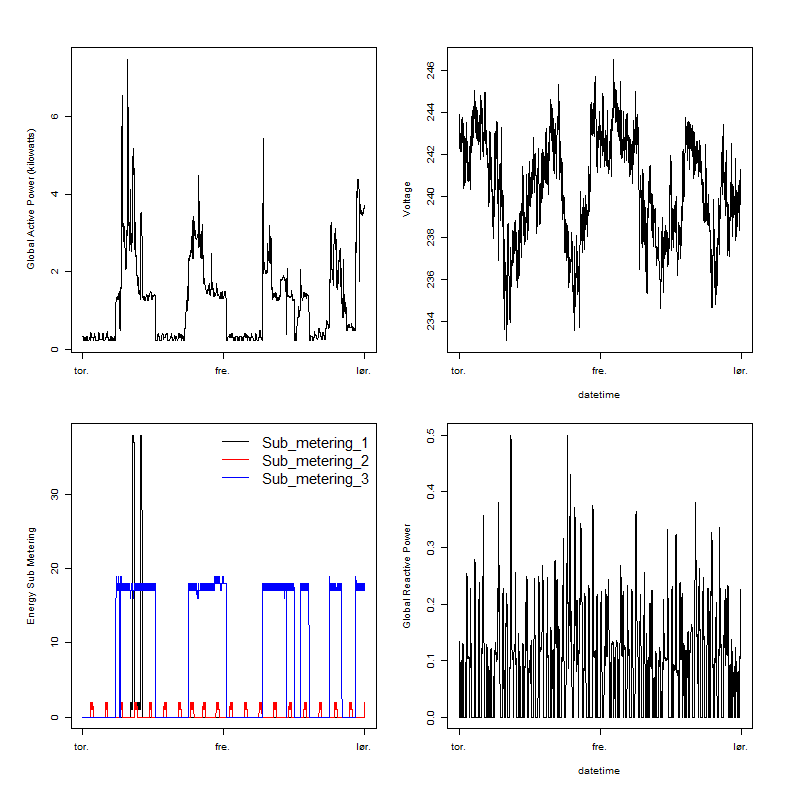 Global Active Power (kilowatts)
0
2
4
6
tor.
fre.
lør.
Voltage
234
236
238
240
242
244
246
tor.
fre.
lør.
datetime
Energy Sub Metering
0
10
20
30
Sub_metering_1
Sub_metering_2
Sub_metering_3
tor.
fre.
lør.
Global Reactive Power
0.0
0.1
0.2
0.3
0.4
0.5
tor.
fre.
lør.
datetime